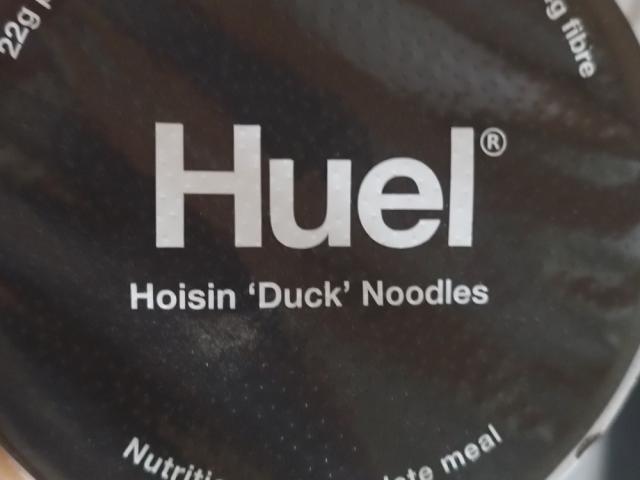 22g
fibre
Huel®
Hoisin ‘Duck’ Noodles
meal